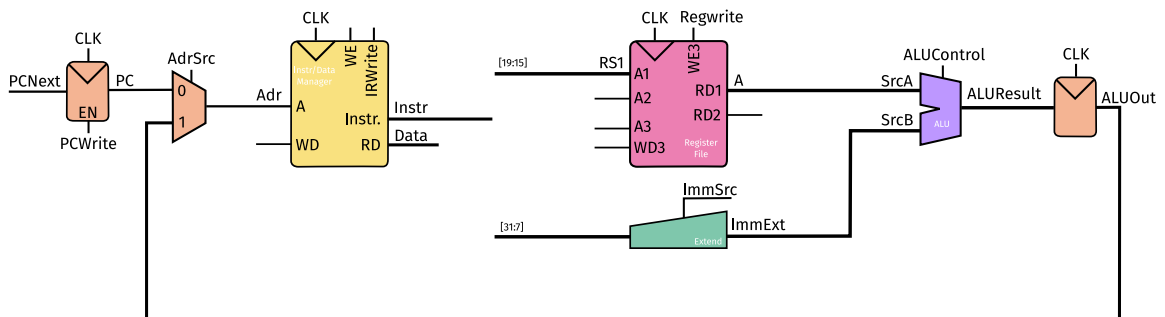 PCNext
CLK
PC
EN
PCWrite
AdrSrc
0
1
Adr
CLK
WE
IRWrite
Instr/Data
Manager
A
Instr.
Instr
WD
RD
Data
[19:15]
RS1
CLK
Regwrite
WE3
A1
A2
A3
WD3
RD1
RD2
Register
File
A
[31:7]
ImmSrc
Extend
ImmExt
ALUControl
SrcA
SrcB
ALU
ALUResult
CLK
ALUOut